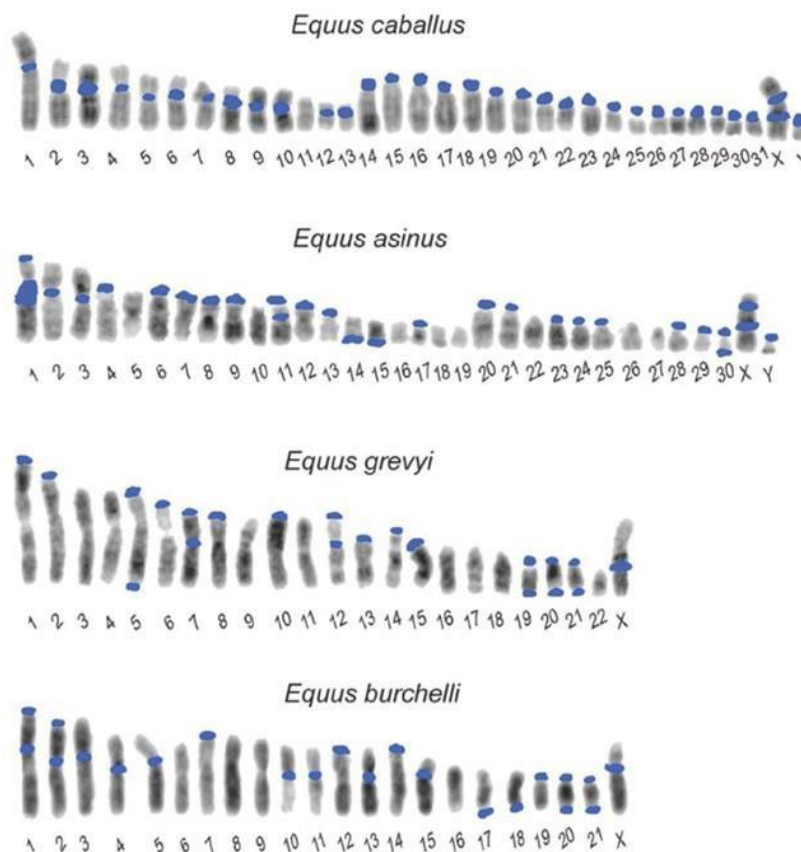 Equus caballus
1 2 3 4 5 6 7 8 9 10 11 12 13 14 15 16 17 18 19 20 21 22 23 24 25 26 27 28 29 30 31 X
Equus asinus
1 2 3 4 5 6 7 8 9 10 11 12 13 14 15 16 17 18 19 20 21 22 23 24 25 26 27 28 29 30 X Y
Equus grevyi
1 2 3 4 5 6 7 8 9 10 11 12 13 14 15 16 17 18 19 20 21 22 X
Equus burchelli
1 2 3 4 5 6 7 8 9 10 11 12 13 14 15 16 17 18 19 20 21 X